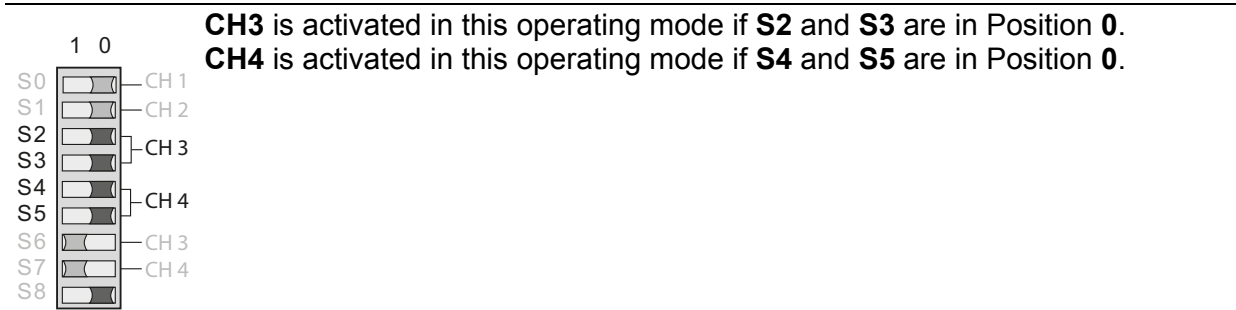 CH3 is activated in this operating mode if S2 and S3 are in Position 0.
CH4 is activated in this operating mode if S4 and S5 are in Position 0.
1 0
S0 CH 1
S1 CH 2
S2
CH 3
S3
S4
CH 4
S5
S6 CH 3
S7 CH 4
S8